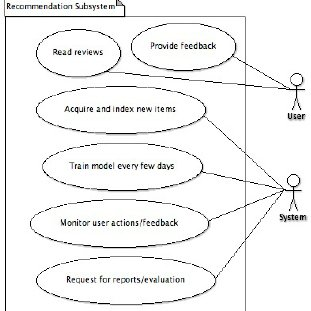 Recommendation Subsystem
Read reviews
Provide feedback
User
Acquire and index new items
Train model every few days
System
Monitor user actions/feedback
Request for reports/evaluation